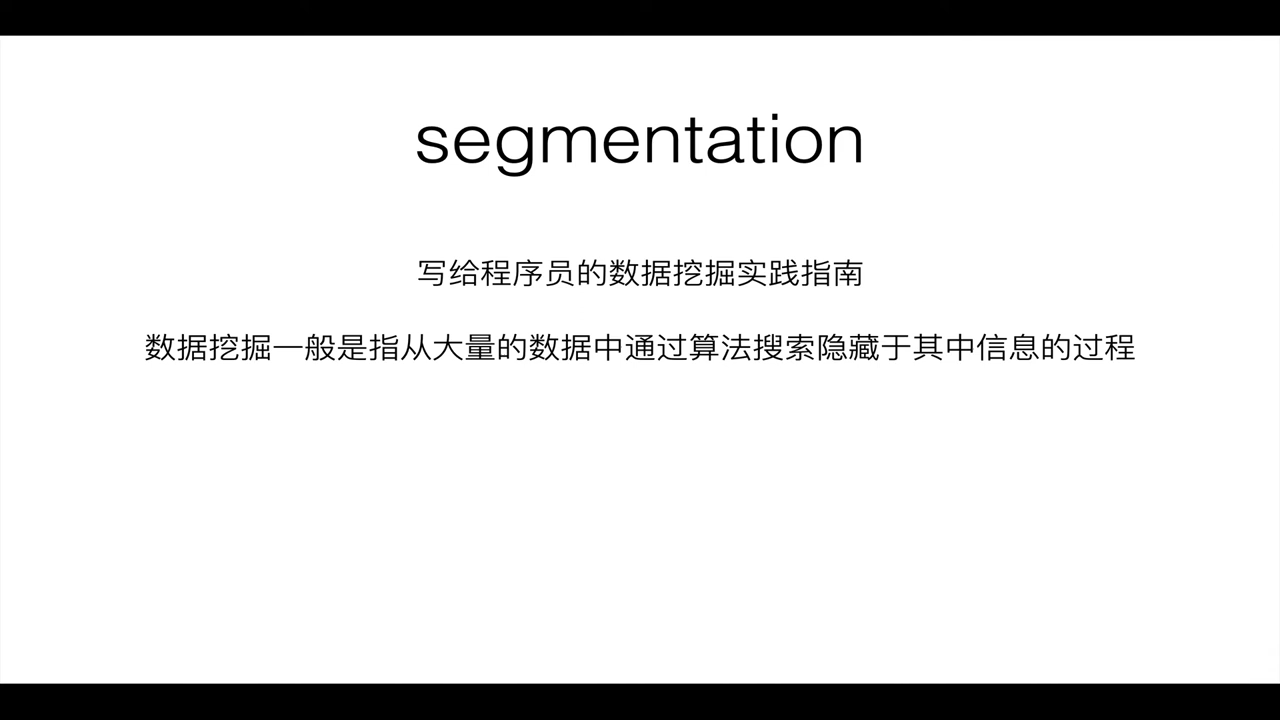 segmentation
写给程序员的数据挖掘实践指南
数据挖掘一般是指从大量的数据中通过算法搜索隐藏于其中信息的过程